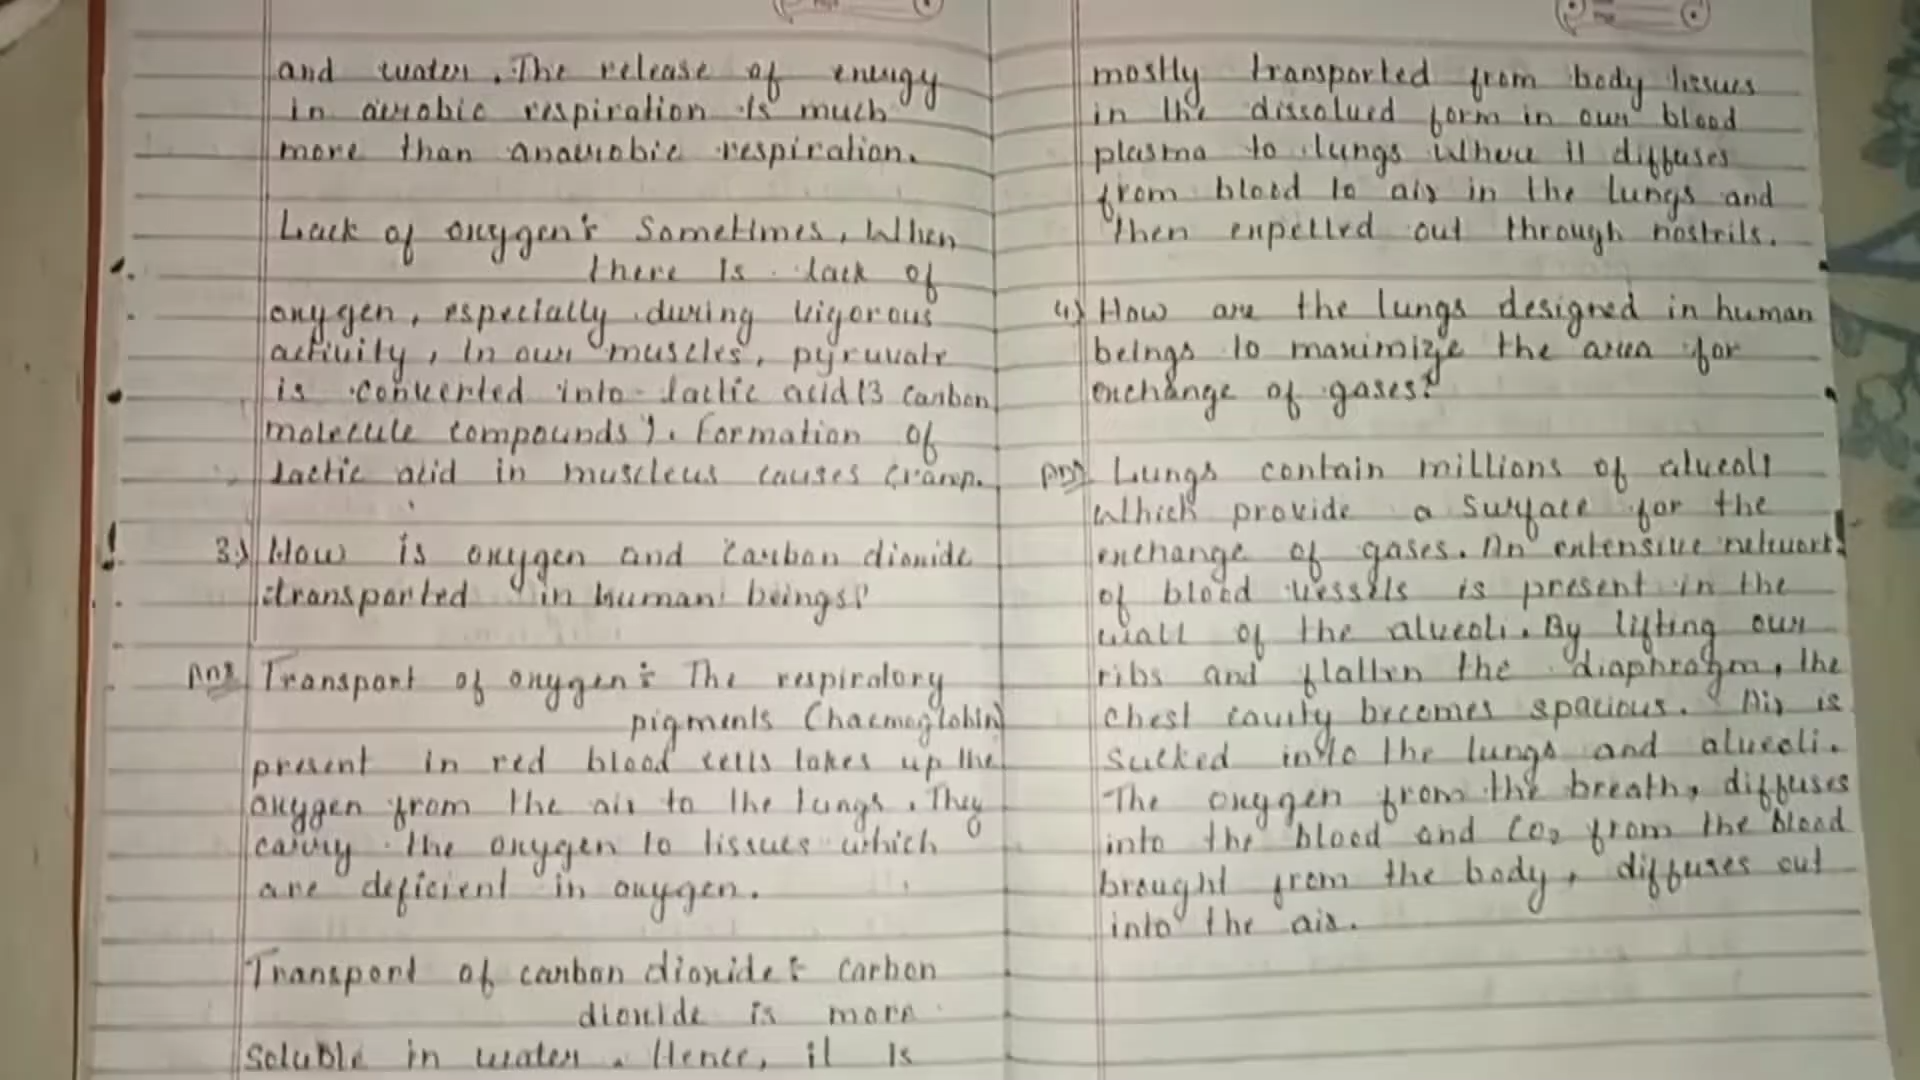 and water. The release of energy
in aerobic respiration is much
more than anaerobic respiration.
Lack of oxygen :- Sometimes, When
there is lack of
oxygen, especially during vigorous
activity, in our muscles, pyruvate
is converted into lactic acid (3 carbon
molecule compounds). Formation of
lactic acid in muscleus causes cramp.
3.) How is oxygen and carbon dioxide
transported in human beings?
Ans Transport of oxygen :- The respiratory
pigments (haemoglobin)
present in red blood cells takes up the
oxygen from the air to the lungs. They
carry the oxygen to tissues which
are deficient in oxygen.
Transport of carbon dioxide :- Carbon
dioxide is more
soluble in water. Hence, it is
mostly transported from body tissues
in the dissolved form in our blood
plasma to lungs where it diffuses
from blood to air in the lungs and
then expelled out through nostrils.
4.) How are the lungs designed in human
beings to maximize the area for
exchange of gases?
Ans Lungs contain millions of alveoli
which provide a surface for the
exchange of gases. An extensive network
of blood vessels is present in the
wall of the alveoli. By lifting our
ribs and flatten the diaphragm, the
chest cavity becomes spacious. Air is
sucked into the lungs and alveoli.
The oxygen from the breath, diffuses
into the blood and CO2 from the blood
brought from the body, diffuses out
into the air.